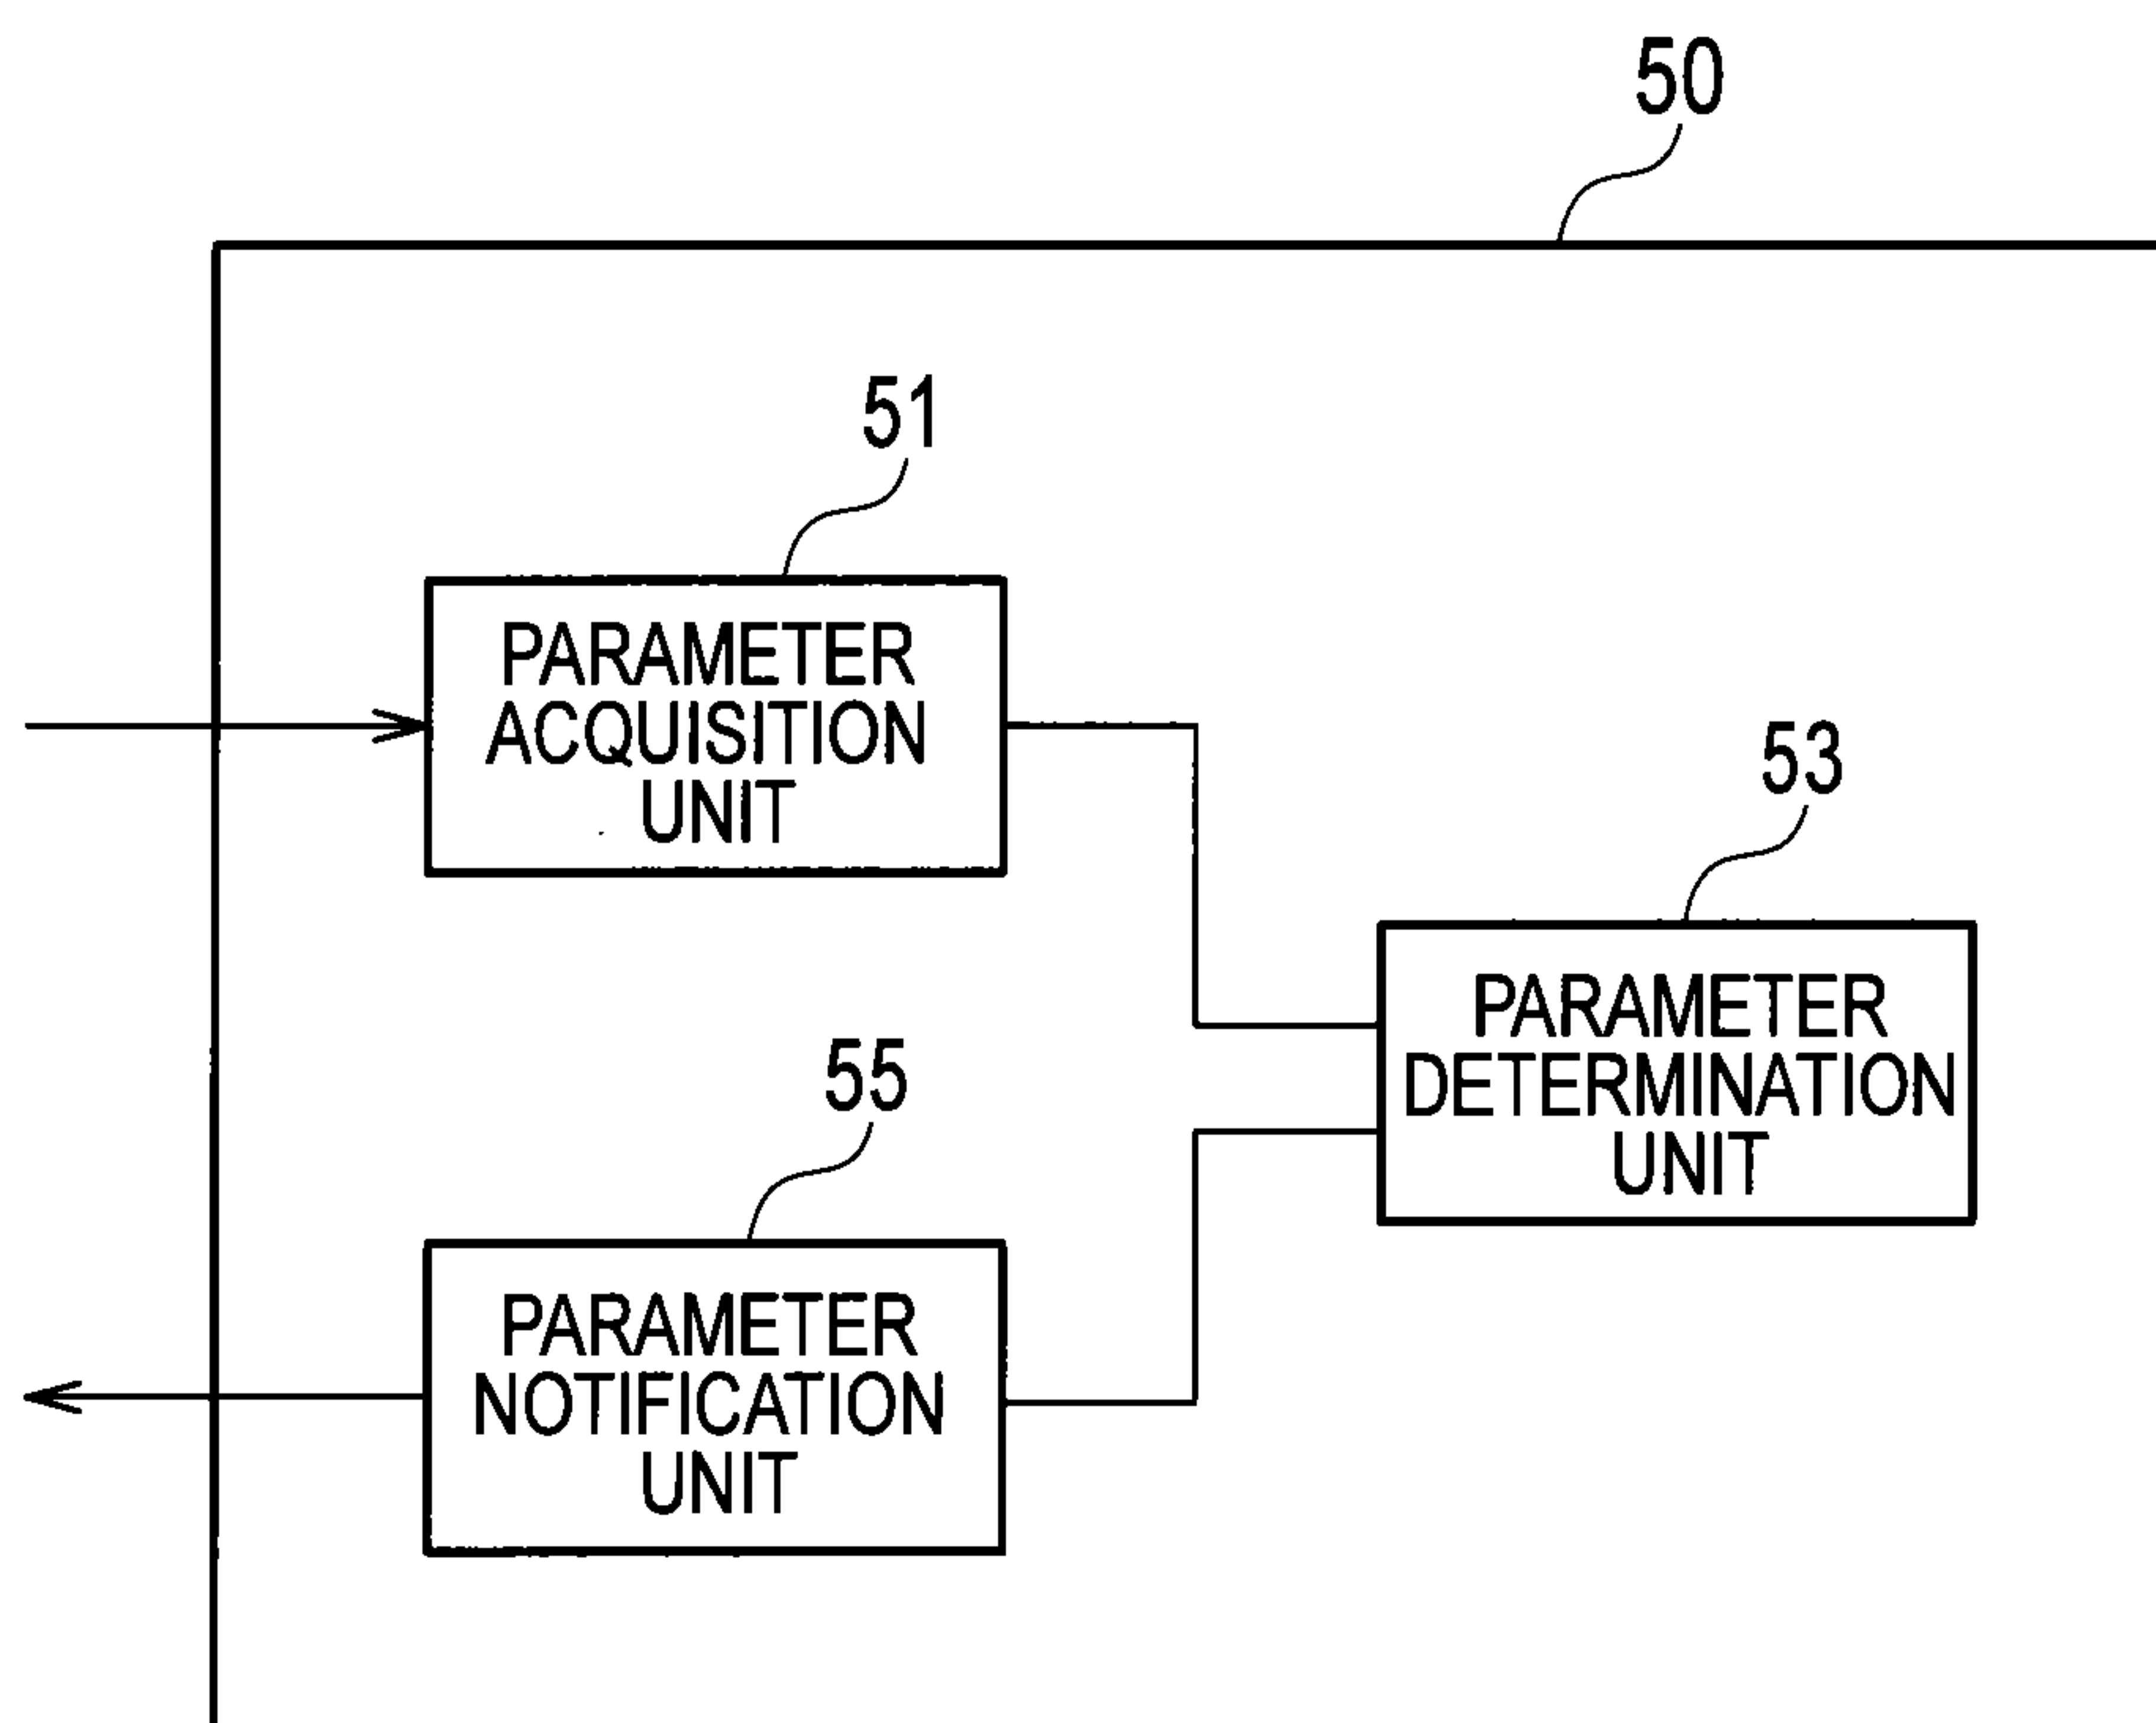 50
51
PARAMETER
ACQUISITION
UNIT
53
PARAMETER
DETERMINATION
UNIT
55
PARAMETER
NOTIFICATION
UNIT